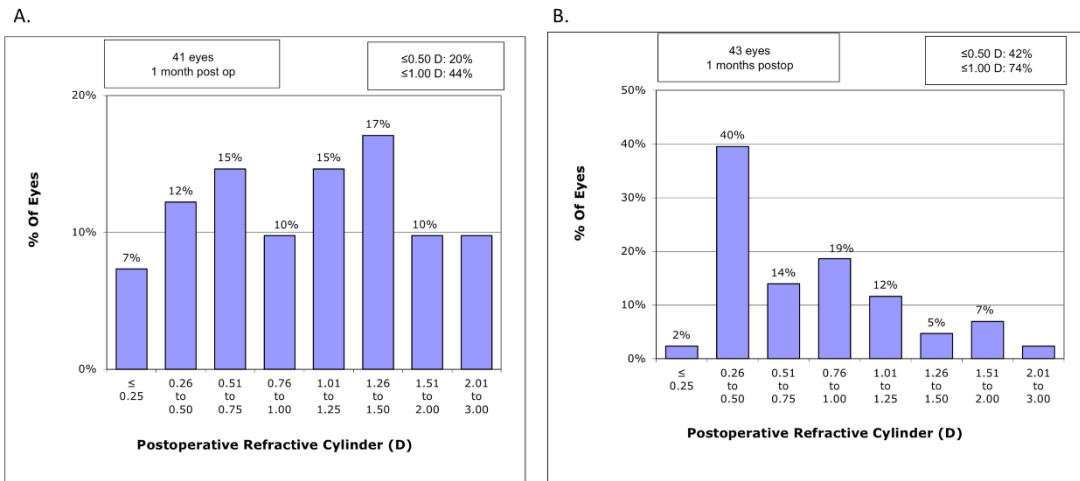 A.
41 eyes
1 month post op
≤0.50 D: 20%
≤1.00 D: 44%
20%
10%
0%
% Of Eyes
7%
12%
15%
10%
15%
17%
10%
≤
0.25
0.26
to
0.50
0.51
to
0.75
0.76
to
1.00
1.01
to
1.25
1.26
to
1.50
1.51
to
2.00
2.01
to
3.00
Postoperative Refractive Cylinder (D)
B.
43 eyes
1 months postop
≤0.50 D: 42%
≤1.00 D: 74%
50%
40%
30%
20%
10%
0%
% Of Eyes
2%
40%
14%
19%
12%
5%
7%
≤
0.25
0.26
to
0.50
0.51
to
0.75
0.76
to
1.00
1.01
to
1.25
1.26
to
1.50
1.51
to
2.00
2.01
to
3.00
Postoperative Refractive Cylinder (D)